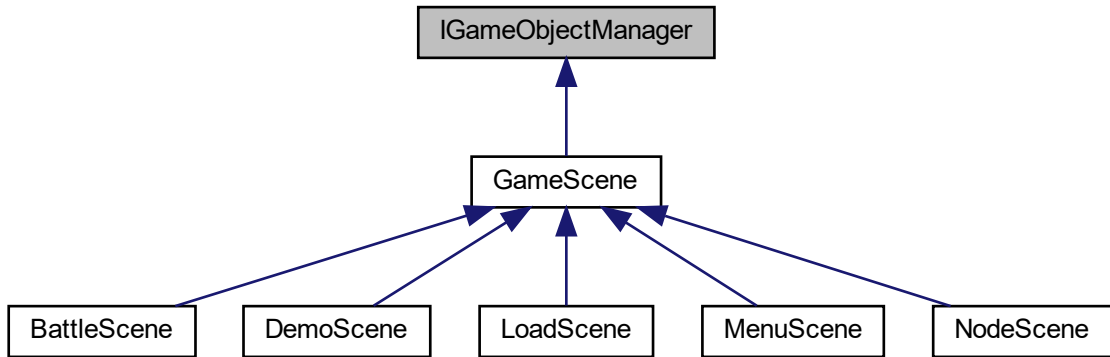 IGameObjectManager
GameScene
BattleScene
DemoScene
LoadScene
MenuScene
NodeScene